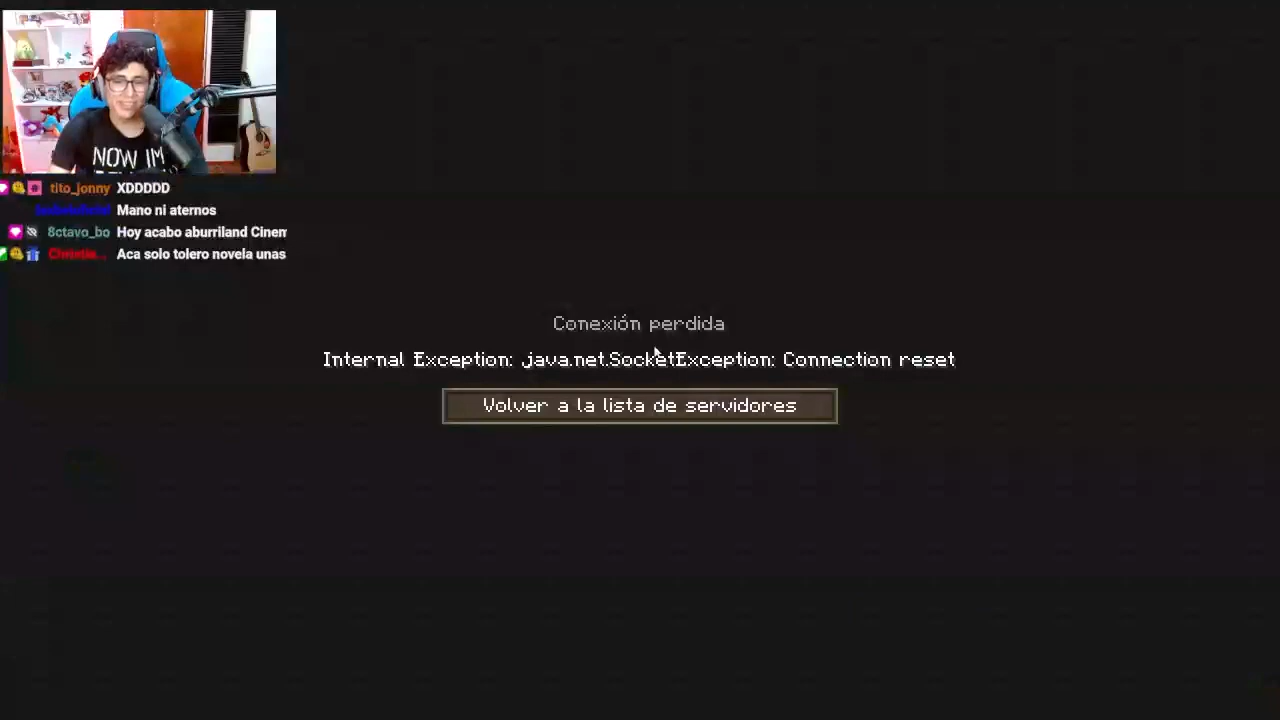 NOW IM
tito_jonny XDDDDD
Mano ni aternos
8ctavo_bo Hoy acabo aburriland Cinem
Christia... Aca solo tolero novela unas
Conexión perdida
Internal Exception: java.net.SocketException: Connection reset
Volver a la lista de servidores